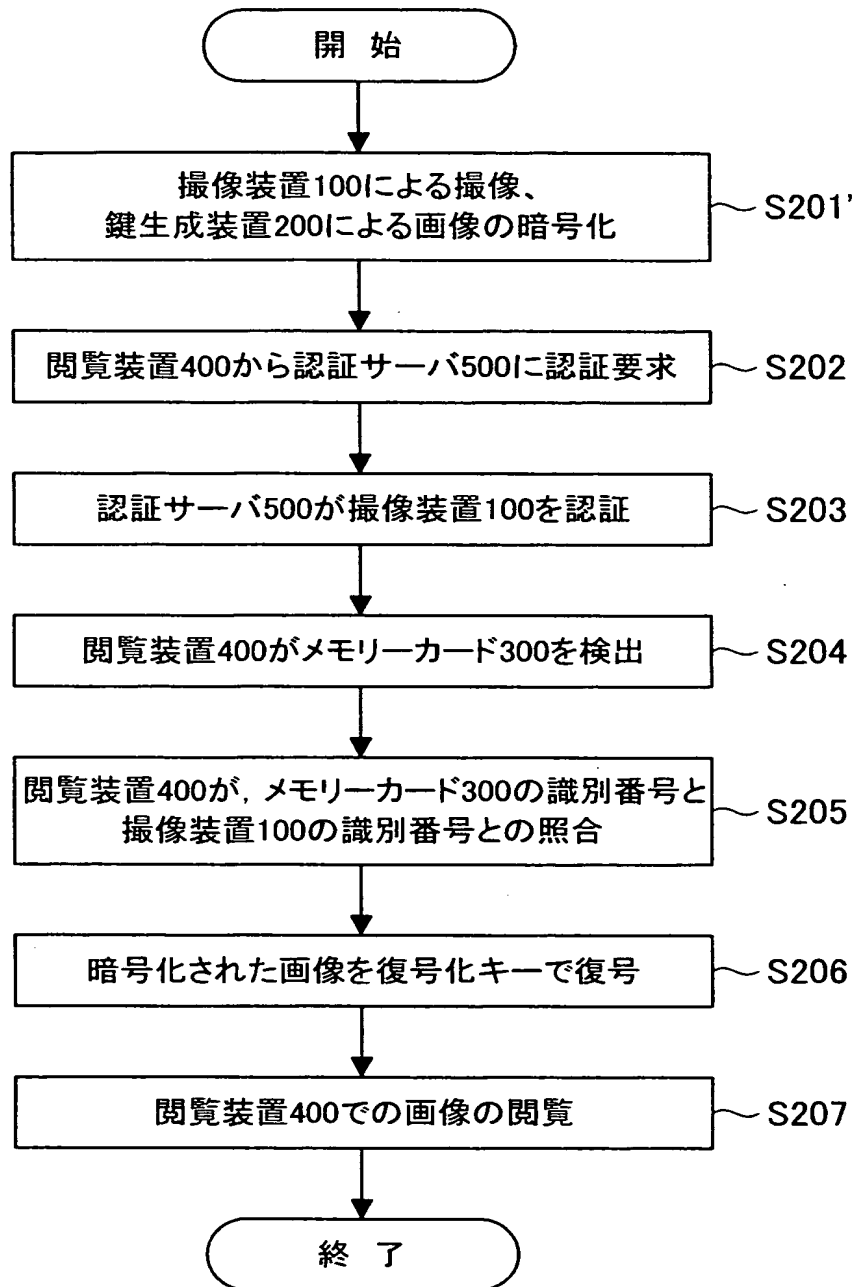 開 始
撮像装置100による撮像、
鍵生成装置200による画像の暗号化
S201'
閲覧装置400から認証サーバ500に認証要求
S202
認証サーバ500が撮像装置100を認証
S203
閲覧装置400がメモリーカード300を検出
S204
閲覧装置400が，メモリーカード300の識別番号と
撮像装置100の識別番号との照合
S205
暗号化された画像を復号化キーで復号
S206
閲覧装置400での画像の閲覧
S207
終 了